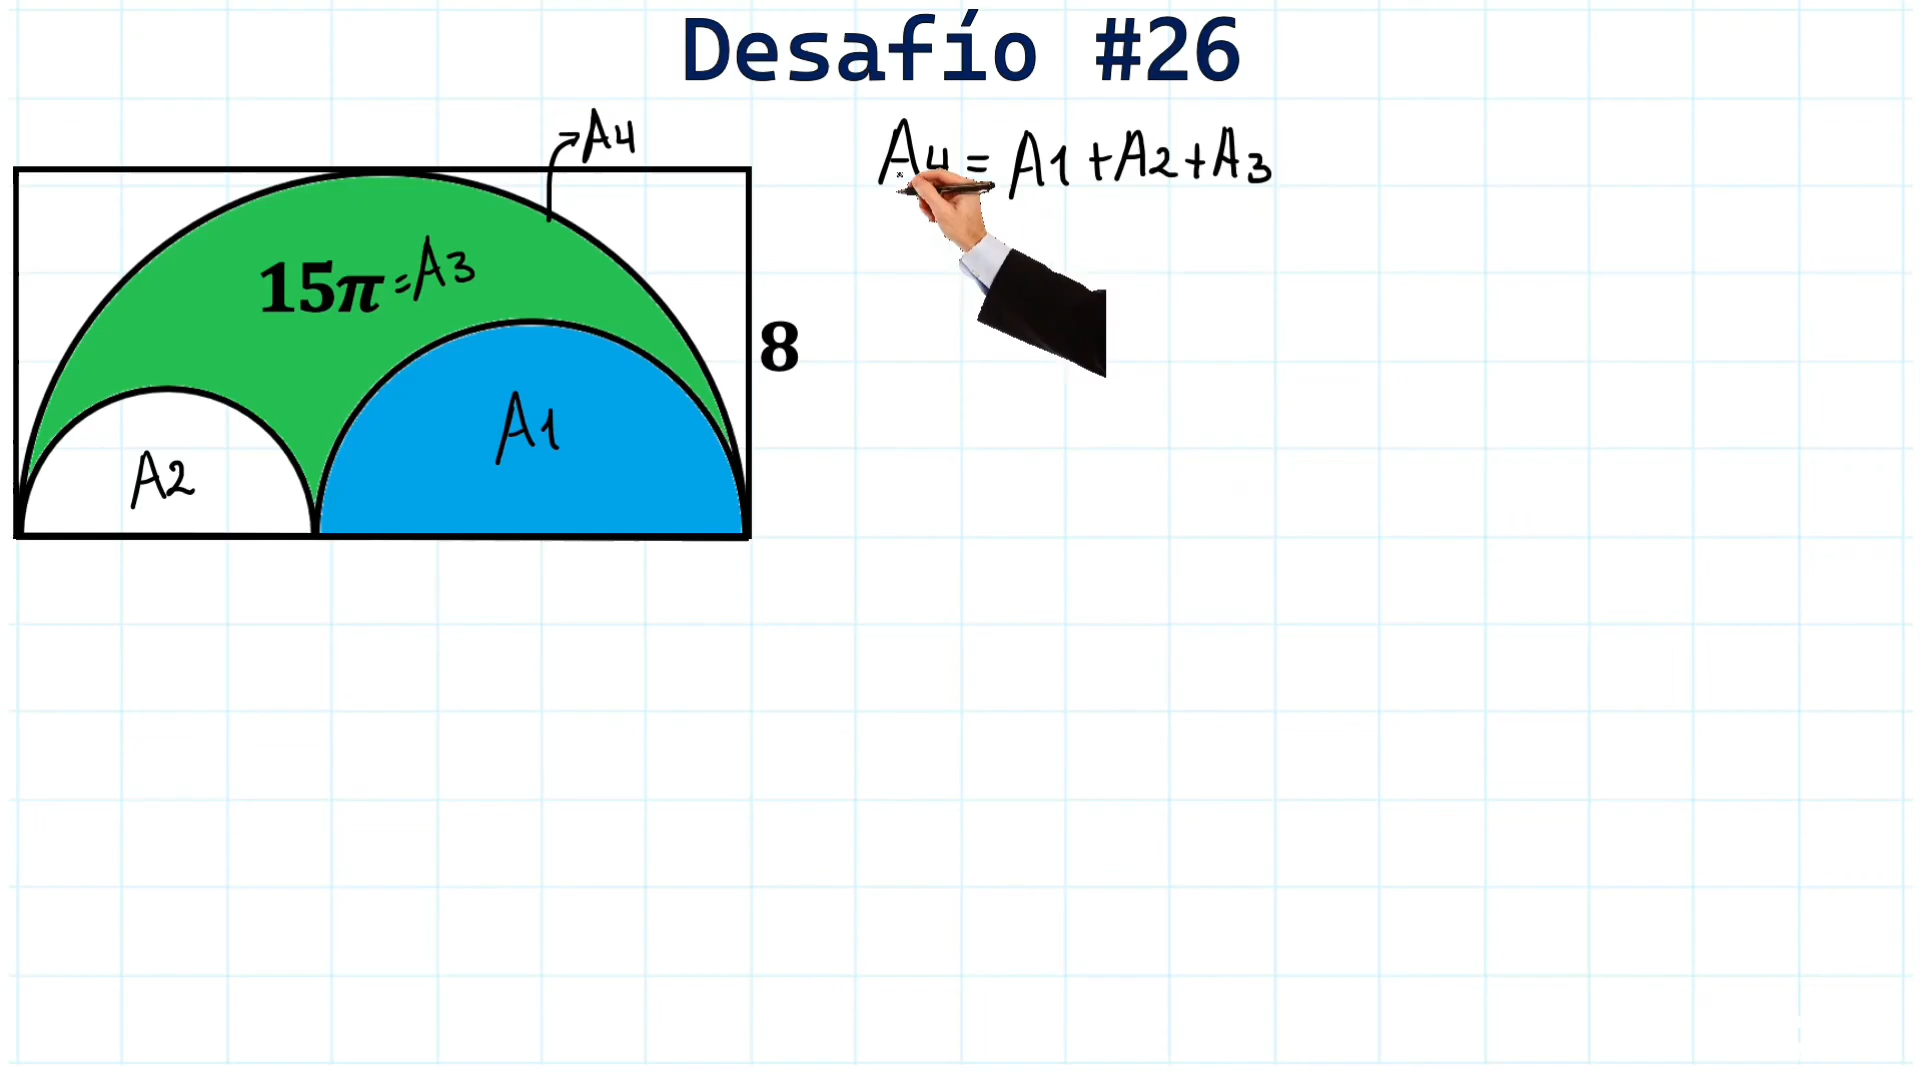 Desafío #26
A4
A4 = A1 + A2 + A3
15π = A3
8
A1
A2